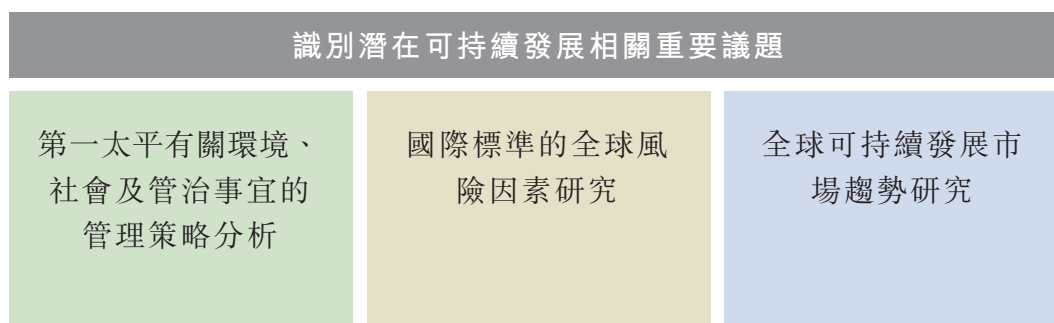 識別潛在可持續發展相關重要議題
第一太平有關環境、
社會及管治事宜的
管理策略分析
國際標準的全球風
險因素研究
全球可持續發展市
場趨勢研究